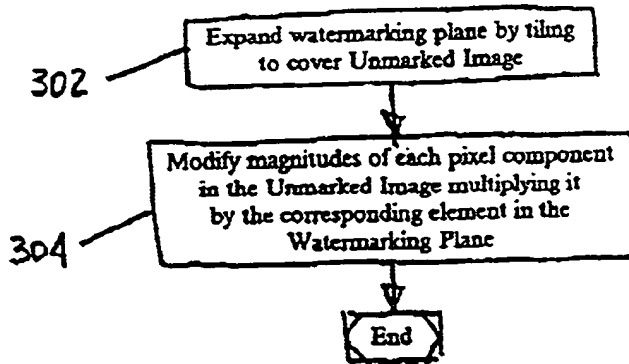 Expand watermarking plane by tiling
to cover Unmarked Image
302
Modify magnitudes of each pixel component
in the Unmarked Image multiplying it
by the corresponding element in the
Watermarking Plane
304
End